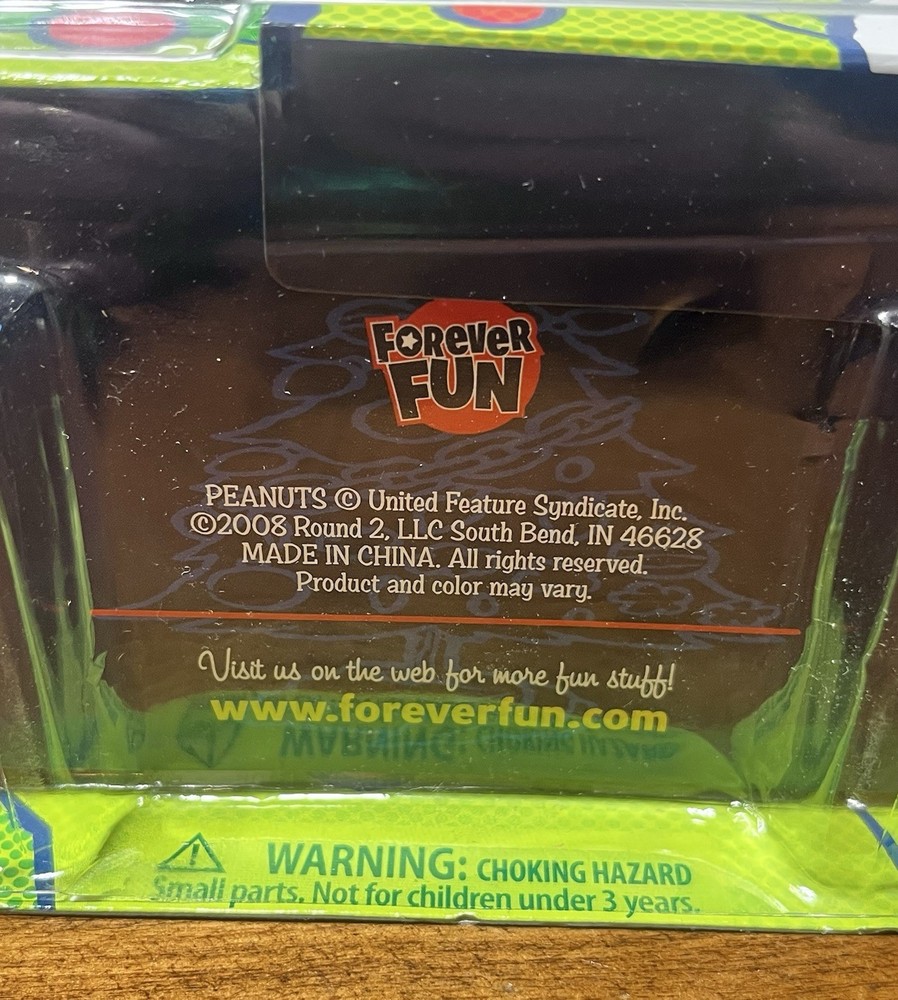 FOREVER
FUN
PEANUTS © United Feature Syndicate, Inc.
©2008 Round 2, LLC South Bend, IN 46628
MADE IN CHINA. All rights reserved.
Product and color may vary.
Visit us on the web for more fun stuff!
www.foreverfun.com
WARNING: CHOKING HAZARD
Small parts. Not for children under 3 years.